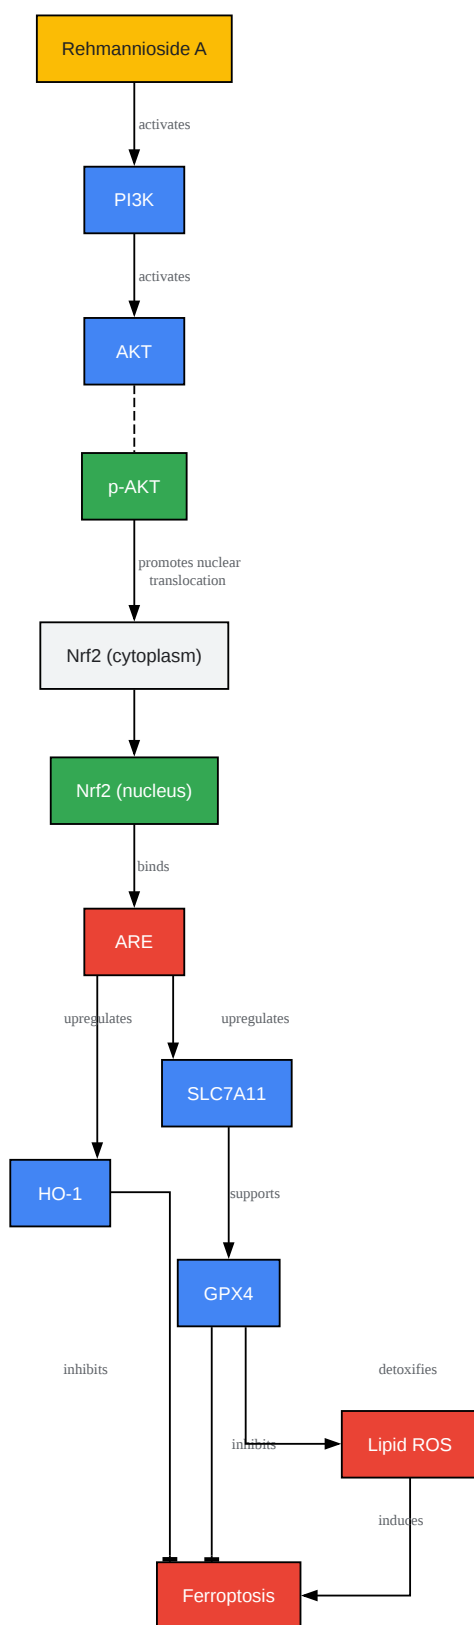 Rehmannioside A
activates
PI3K
activates
AKT
p-AKT
promotes nuclear
translocation
Nrf2 (cytoplasm)
Nrf2 (nucleus)
binds
ARE
upregulates
upregulates
SLC7A11
HO-1
supports
GPX4
inhibits
detoxifies
inhibits
Lipid ROS
induces
Ferroptosis